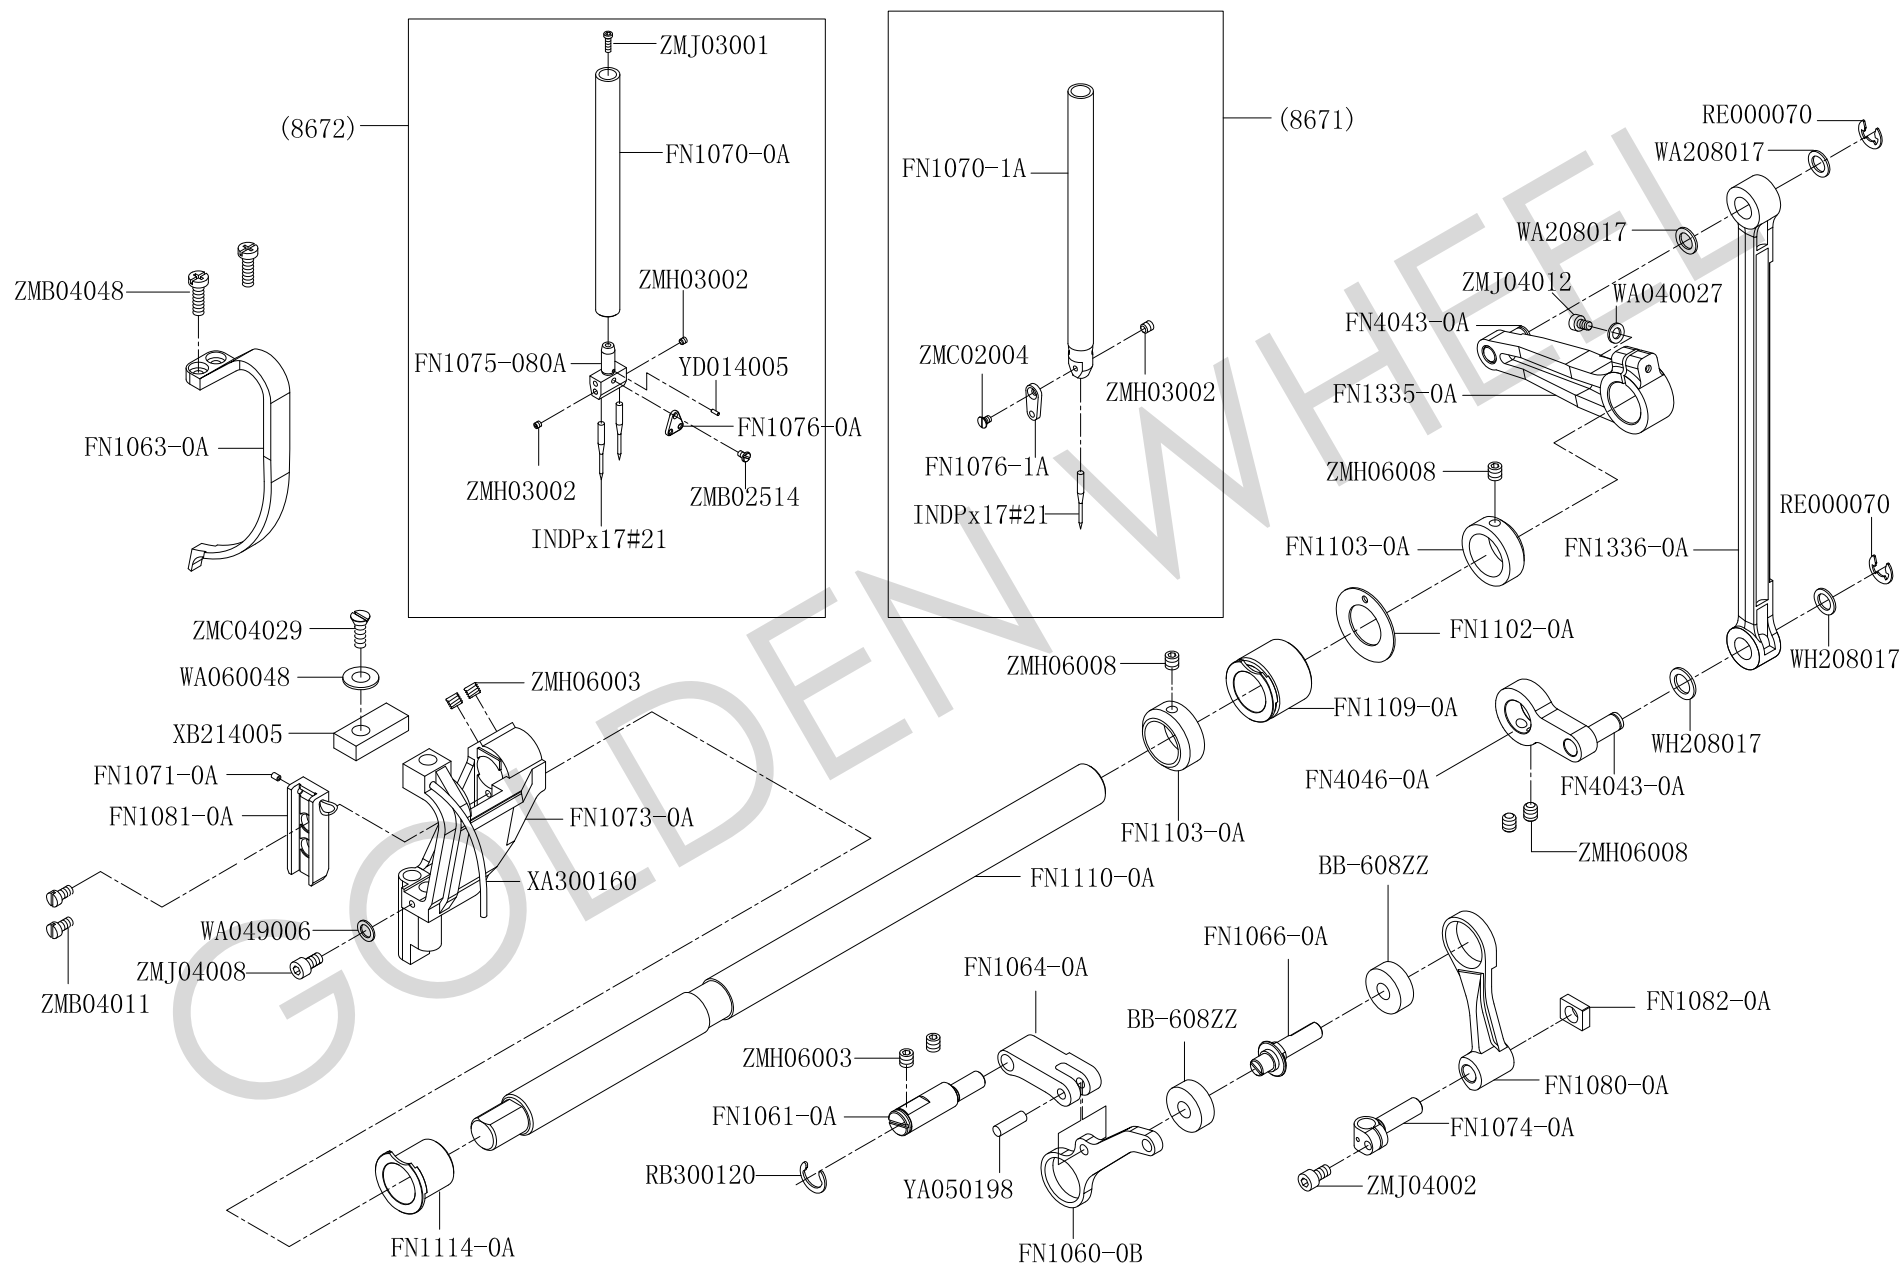 ZMJ03001
(8672)
FN1070-0A
ZMH03002
FN1075-080A
YD014005
FN1076-0A
ZMH03002
ZMB02514
INDPx17#21
(8671)
FN1070-1A
ZMC02004
ZMH03002
FN1076-1A
INDPx17#21
RE000070
WA208017
WA208017
ZMJ04012
WA040027
FN4043-0A
FN1335-0A
ZMH06008
RE000070
FN1103-0A
FN1336-0A
FN1102-0A
WH208017
ZMH06008
FN1109-0A
WH208017
FN4046-0A
FN4043-0A
FN1103-0A
ZMH06008
ZMB04048
FN1063-0A
ZMC04029
WA060048
ZMH06003
XB214005
FN1071-0A
FN1081-0A
FN1073-0A
XA300160
FN1110-0A
WA049006
ZMJ04008
ZMB04011
BB-608ZZ
FN1066-0A
FN1064-0A
BB-608ZZ
FN1082-0A
ZMH06003
FN1080-0A
FN1061-0A
FN1074-0A
RB300120
YA050198
ZMJ04002
FN1114-0A
FN1060-0B
GOLDEN WHEEL